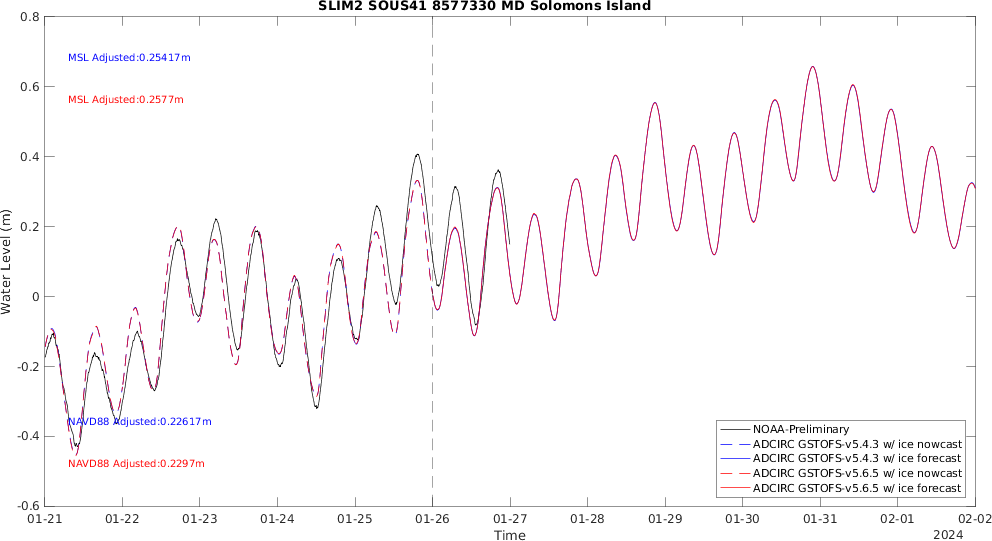 SLIM2 SOUS41 8577330 MD Solomons Island
0.8
0.6
0.4
0.2
0
-0.2
-0.4
-0.6
Water Level (m)
MSL Adjusted:0.25417m
MSL Adjusted:0.2577m
NAVD88 Adjusted:0.22617m
NAVD88 Adjusted:0.2297m
NOAA-Preliminary
ADCIRC GSTOFS-v5.4.3 w/ ice nowcast
ADCIRC GSTOFS-v5.4.3 w/ ice forecast
ADCIRC GSTOFS-v5.6.5 w/ ice nowcast
ADCIRC GSTOFS-v5.6.5 w/ ice forecast
01-21 01-22 01-23 01-24 01-25 01-26 01-27 01-28 01-29 01-30 01-31 02-01 02-02
Time
2024